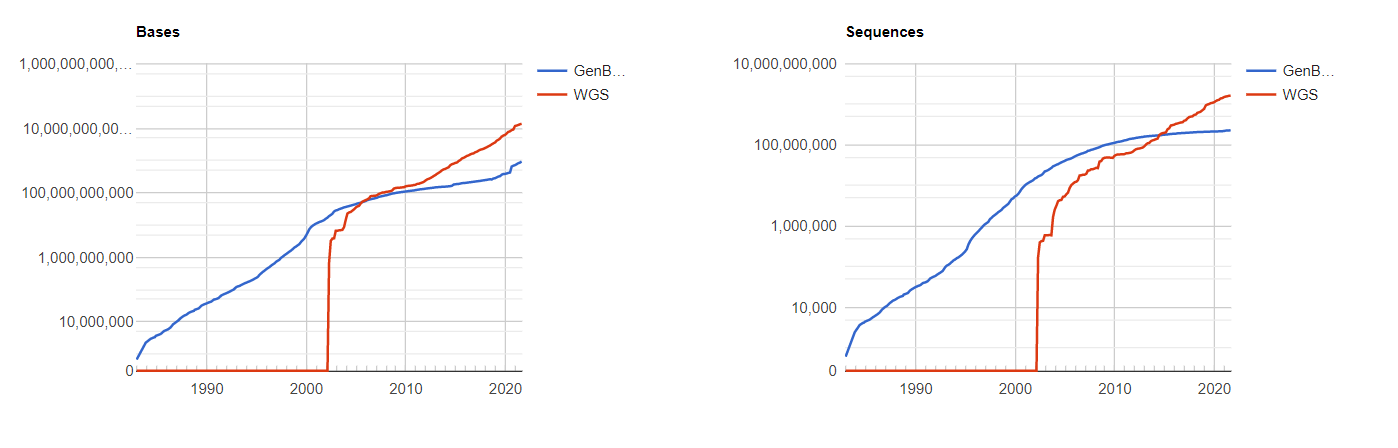 Bases
1,000,000,000,...
10,000,000,00...
100,000,000,000
1,000,000,000
10,000,000
0
1990 2000 2010 2020
GenB...
WGS
Sequences
10,000,000,000
100,000,000
1,000,000
10,000
0
1990 2000 2010 2020
GenB...
WGS